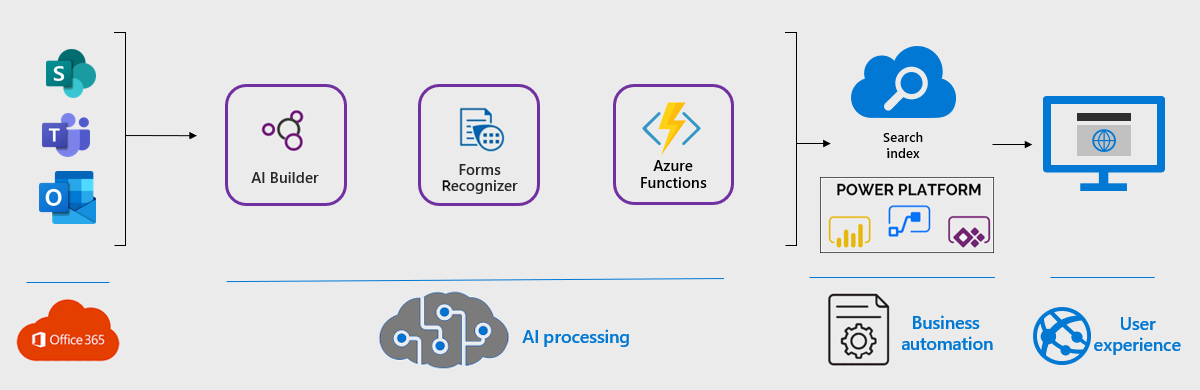 S
T
O
AI Builder
Forms
Recognizer
Azure
Functions
Search
index
POWER PLATFORM
Office 365
AI processing
Business
automation
User
experience